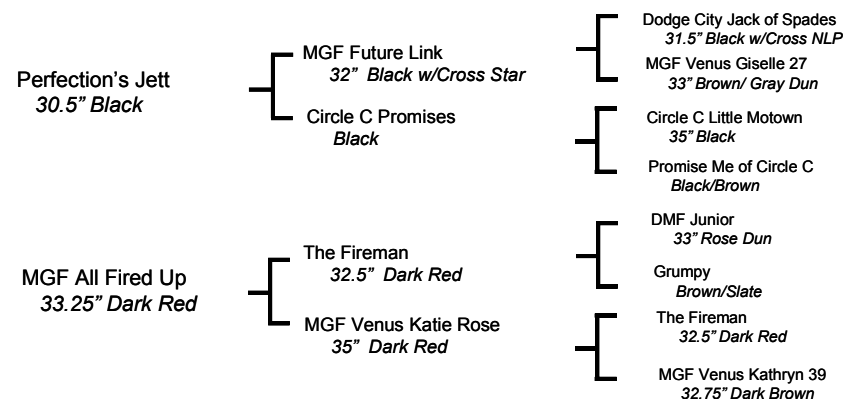 Perfection’s Jett
30.5” Black
MGF Future Link
32”  Black w/Cross Star
Circle C Promises
Black
Dodge City Jack of Spades
31.5” Black w/Cross NLP
MGF Venus Giselle 27
33” Brown/ Gray Dun
Circle C Little Motown
35” Black
Promise Me of Circle C
Black/Brown
MGF All Fired Up
33.25” Dark Red
The Fireman
32.5”  Dark Red
MGF Venus Katie Rose
35”  Dark Red
DMF Junior
33” Rose Dun
Grumpy
Brown/Slate
The Fireman
32.5” Dark Red
MGF Venus Kathryn 39
32.75” Dark Brown